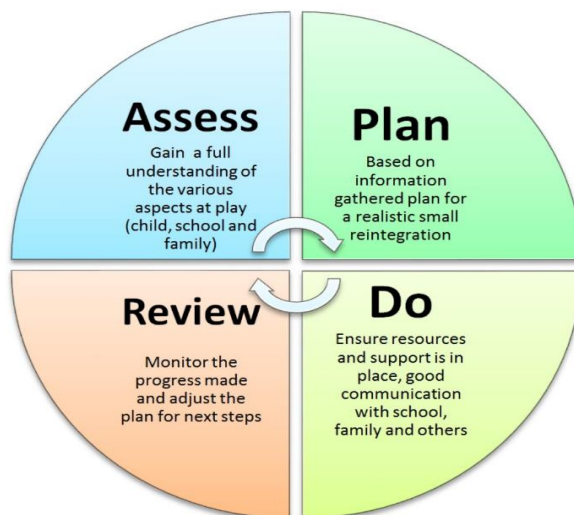 Assess
Gain a full
understanding of
the various
aspects at play
(child, school and
family)
Plan
Based on
information
gathered plan for
a realistic small
reintegration
Review
Monitor the
progress made
and adjust the
plan for next steps
Do
Ensure resources
and support is in
place, good
communication
with school,
family and others